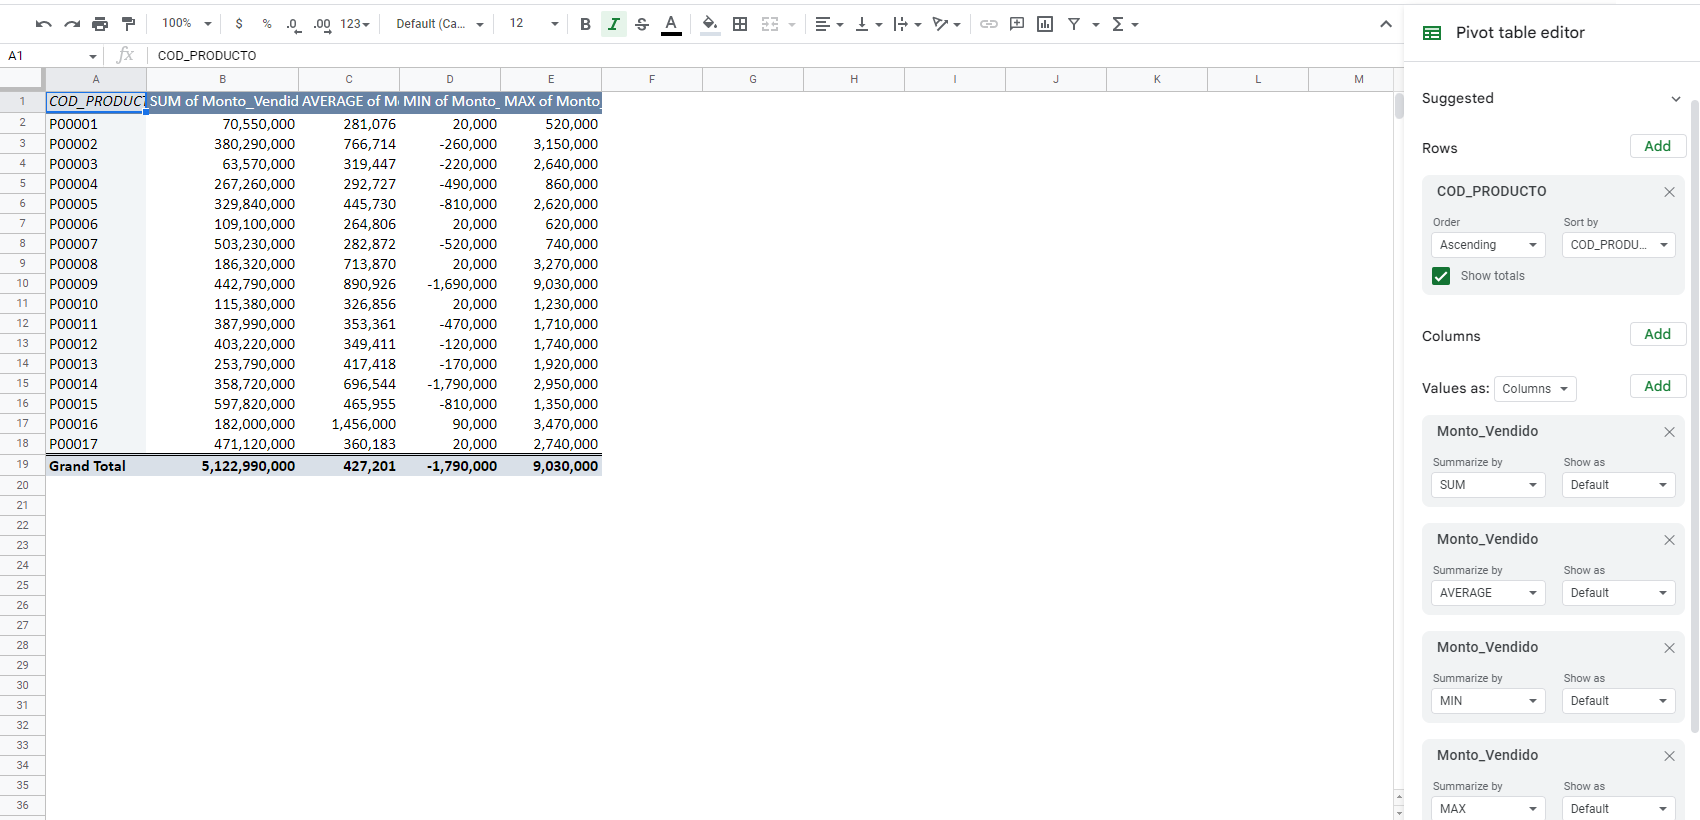 100% $ % .0 .00 123 Default (Ca... 12 B I S A
Pivot table editor
A1 fx COD_PRODUCTO
A B C D E F G H I J K L M
1 COD_PRODUCT SUM of Monto_Vendid AVERAGE of M MIN of Monto_ MAX of Monto_
2 P00001 70,550,000 281,076 20,000 520,000
3 P00002 380,290,000 766,714 -260,000 3,150,000
4 P00003 63,570,000 319,447 -220,000 2,640,000
5 P00004 267,260,000 292,727 -490,000 860,000
6 P00005 329,840,000 445,730 -810,000 2,620,000
7 P00006 109,100,000 264,806 20,000 620,000
8 P00007 503,230,000 282,872 -520,000 740,000
9 P00008 186,320,000 713,870 20,000 3,270,000
10 P00009 442,790,000 890,926 -1,690,000 9,030,000
11 P00010 115,380,000 326,856 20,000 1,230,000
12 P00011 387,990,000 353,361 -470,000 1,710,000
13 P00012 403,220,000 349,411 -120,000 1,740,000
14 P00013 253,790,000 417,418 -170,000 1,920,000
15 P00014 358,720,000 696,544 -1,790,000 2,950,000
16 P00015 597,820,000 465,955 -810,000 1,350,000
17 P00016 182,000,000 1,456,000 90,000 3,470,000
18 P00017 471,120,000 360,183 20,000 2,740,000
19 Grand Total 5,122,990,000 427,201 -1,790,000 9,030,000
20
21
22
23
24
25
26
27
28
29
30
31
32
33
34
35
36
Suggested
Rows Add
COD_PRODUCTO
Order Sort by
Ascending COD_PRODU...
Show totals
Columns Add
Values as: Columns Add
Monto_Vendido
Summarize by Show as
SUM Default
Monto_Vendido
Summarize by Show as
AVERAGE Default
Monto_Vendido
Summarize by Show as
MIN Default
Monto_Vendido
Summarize by Show as
MAX Default